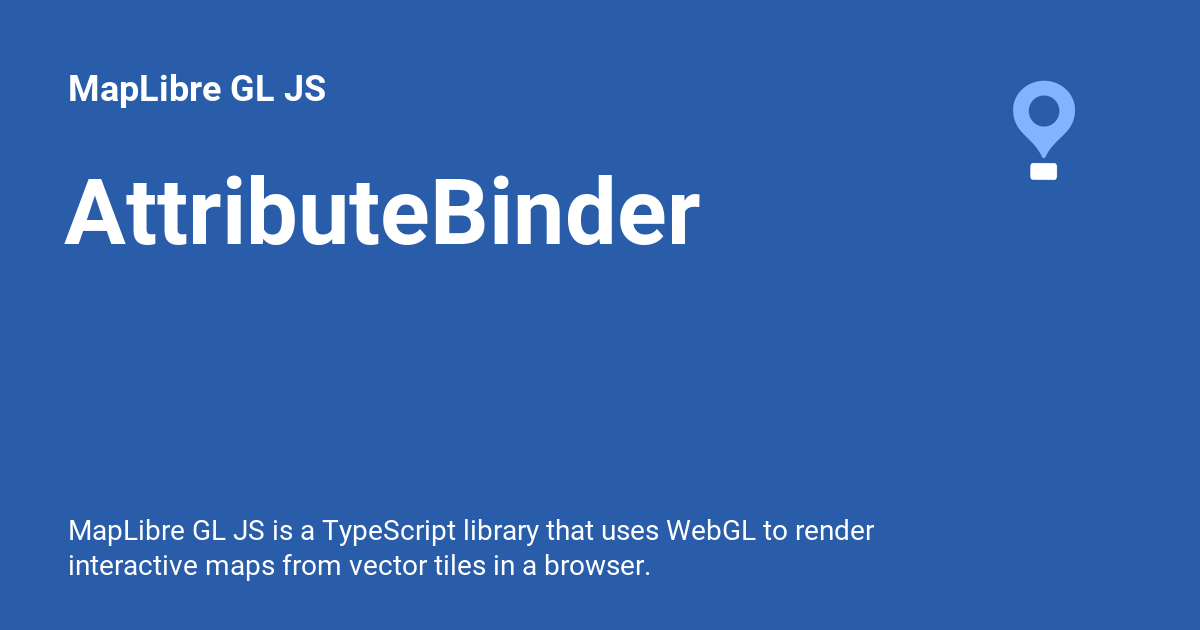 MapLibre GL JS
AttributeBinder
MapLibre GL JS is a TypeScript library that uses WebGL to render
interactive maps from vector tiles in a browser.